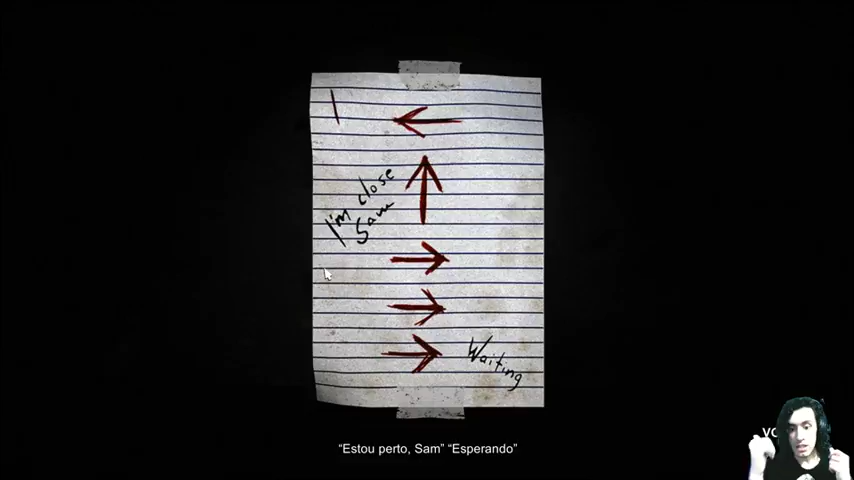 I'm close
Sam
Waiting
“Estou perto, Sam” “Esperando”